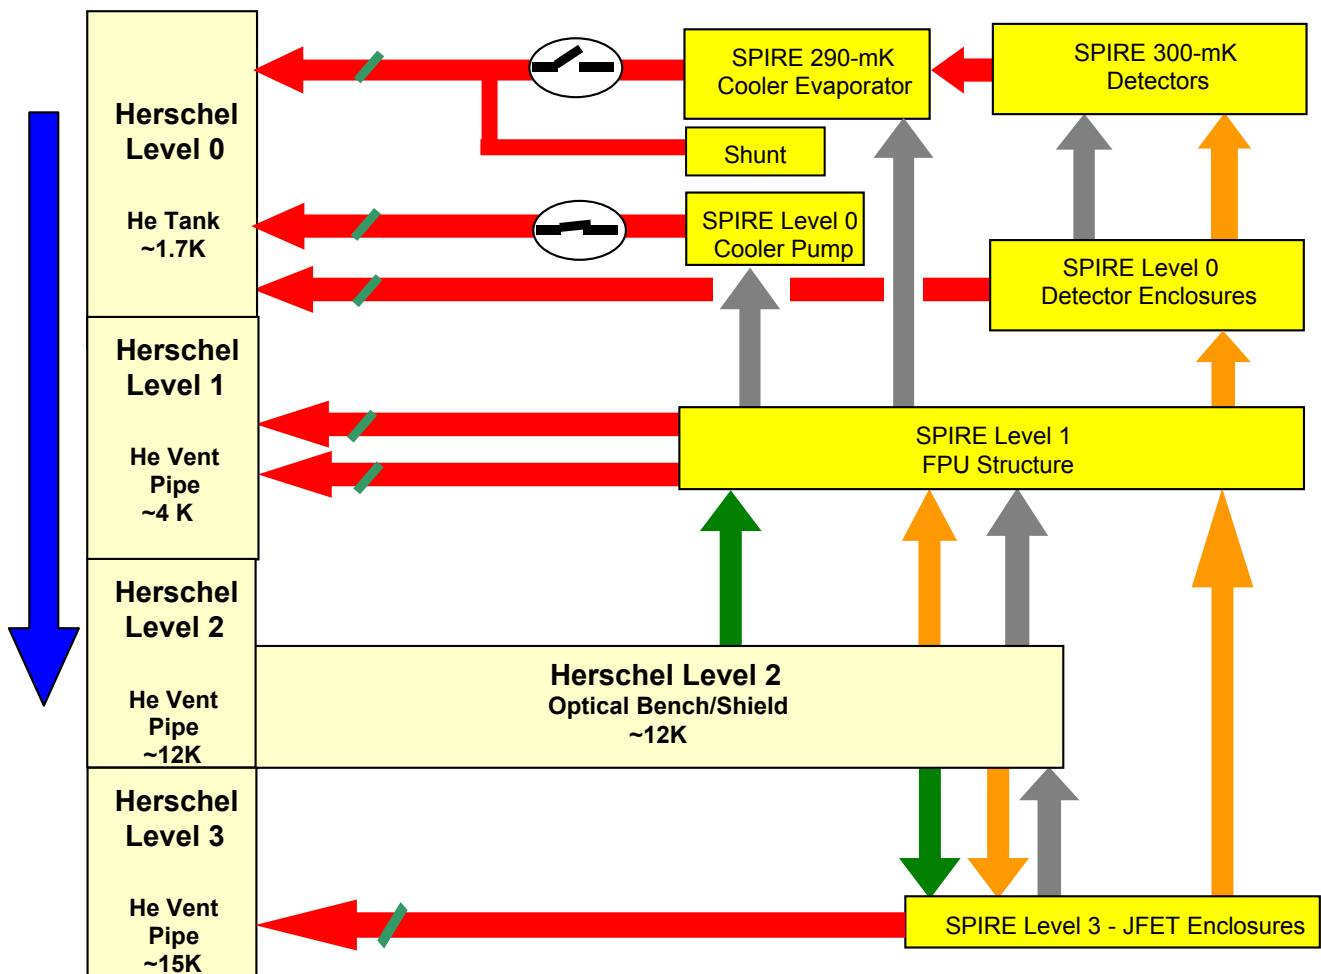 Herschel
Level 0
He Tank
~1.7K
SPIRE 290-mK
Cooler Evaporator
SPIRE 300-mK
Detectors
Shunt
SPIRE Level 0
Cooler Pump
SPIRE Level 0
Detector Enclosures
Herschel
Level 1
He Vent
Pipe
~4 K
SPIRE Level 1
FPU Structure
Herschel
Level 2
He Vent
Pipe
~12K
Herschel Level 2
Optical Bench/Shield
~12K
Herschel
Level 3
He Vent
Pipe
~15K
SPIRE Level 3 - JFET Enclosures